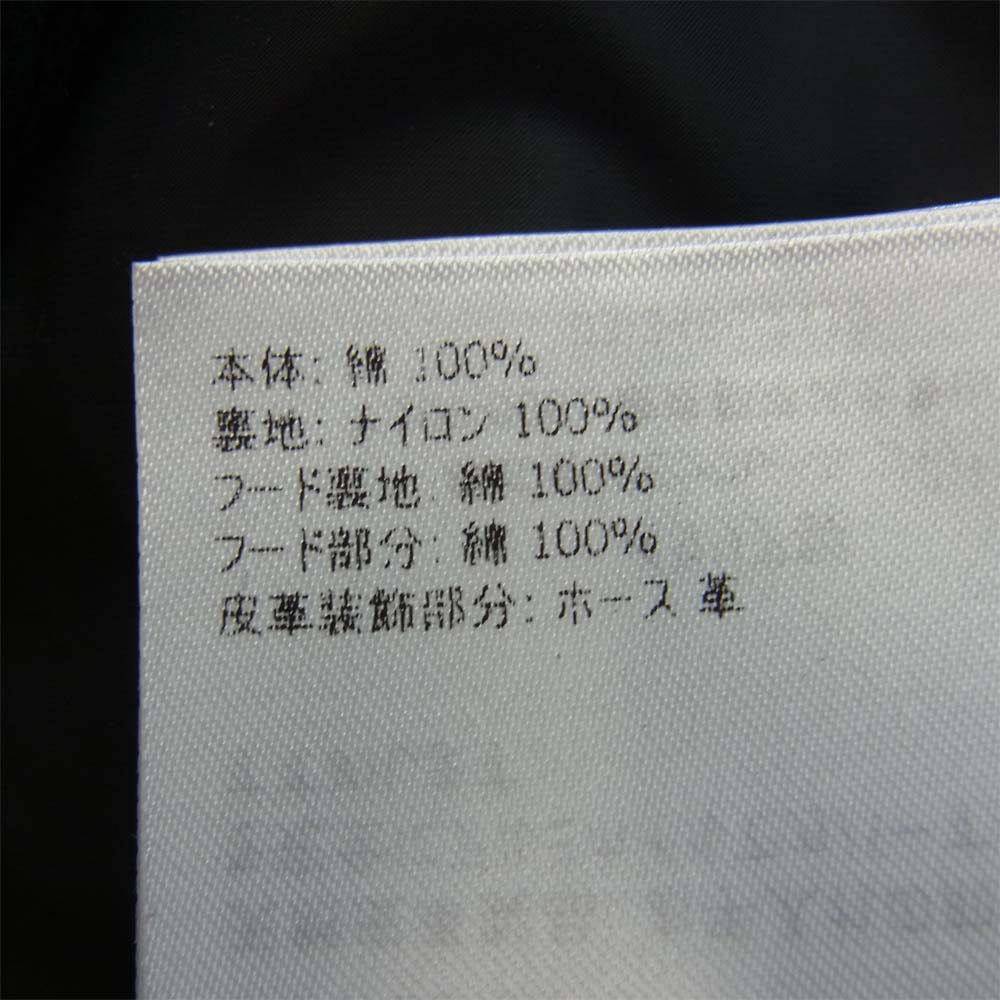 本体: 綿 100%
裏地: ナイロン 100%
フード裏地: 綿 100%
フード部分: 綿 100%
皮革装飾部分: ホース 革